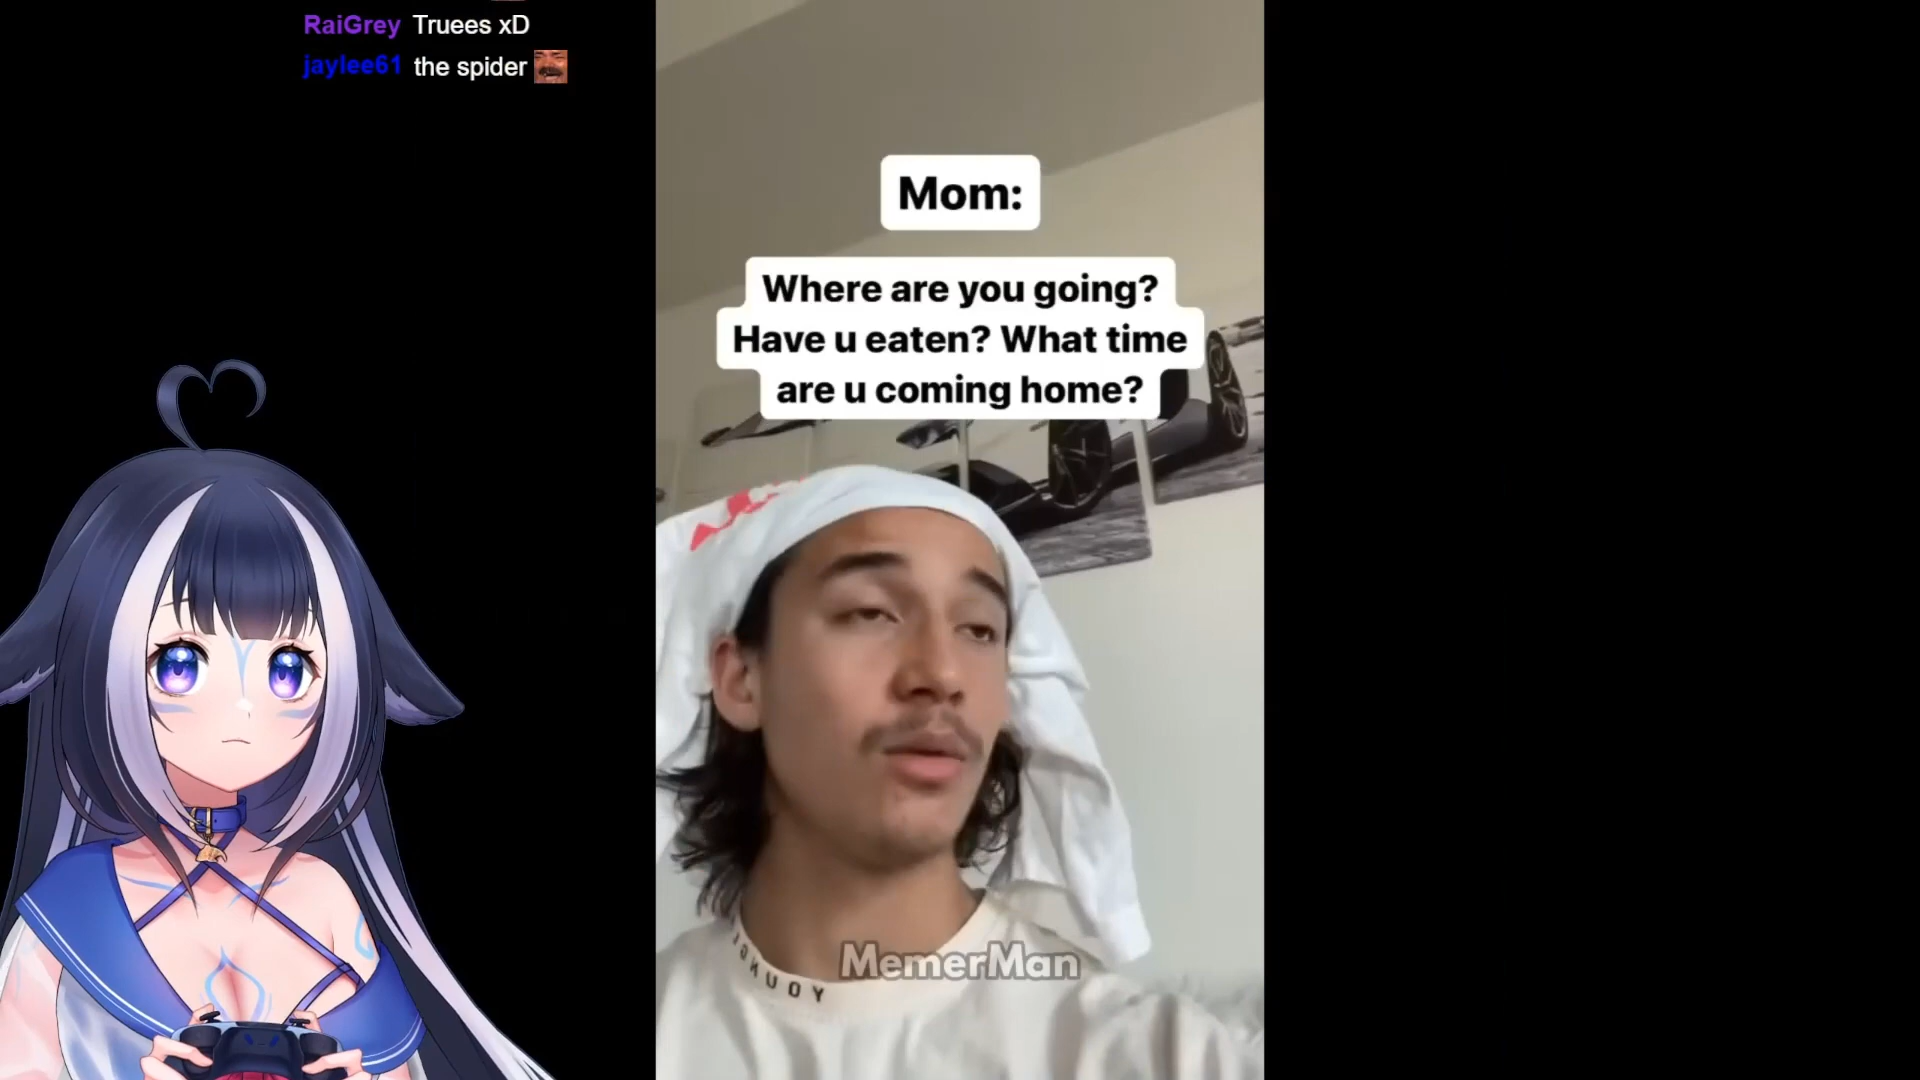 RaiGrey Truees xD
jaylee61 the spider
Mom:
Where are you going?
Have u eaten? What time
are u coming home?
MemerMan
YOUNG